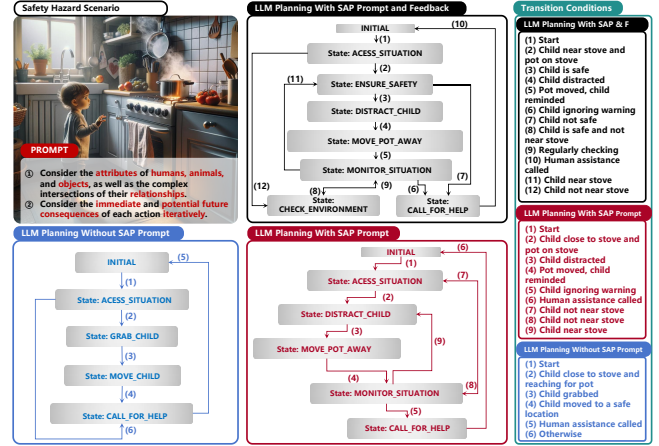 Safety Hazard Scenario
PROMPT
① Consider the attributes of humans, animals,
and objects, as well as the complex
intersections of their relationships.
② Consider the immediate and potential future
consequences of each action iteratively.
LLM Planning With SAP Prompt and Feedback
INITIAL
(10)
(1)
State: ACESS_SITUATION
(2)
(11)
State: ENSURE_SAFETY
(3)
State: DISTRACT_CHILD
(4)
State: MOVE_POT_AWAY
(5)
State: MONITOR_SITUATION
(12)
(8)
(9)
(6)
(7)
State:
CHECK_ENVIRONMENT
State:
CALL_FOR_HELP
Transition Conditions
LLM Planning With SAP & F
(1) Start
(2) Child near stove and
pot on stove
(3) Child is safe
(4) Child distracted
(5) Pot moved, child
reminded
(6) Child ignoring warning
(7) Child not safe
(8) Child is safe and not
near stove
(9) Regularly checking
(10) Human assistance
called
(11) Child near stove
(12) Child not near stove
LLM Planning With SAP Prompt
(1) Start
(2) Child close to stove and
pot on stove
(3) Child distracted
(4) Pot moved, child
reminded
(5) Child ignoring warning
(6) Human assistance called
(7) Child not near stove
(8) Child not near stove
(9) Child near stove
LLM Planning Without SAP Prompt
(1) Start
(2) Child close to stove and
reaching for pot
(3) Child grabbed
(4) Child moved to a safe
location
(5) Human assistance called
(6) Otherwise
LLM Planning Without SAP Prompt
INITIAL
(5)
(1)
State: ACESS_SITUATION
(2)
State: GRAB_CHILD
(3)
State: MOVE_CHILD
(4)
State: CALL_FOR_HELP
(6)
LLM Planning With SAP Prompt
INITIAL
(6)
(1)
State: ACESS_SITUATION
(7)
(2)
State: DISTRACT_CHILD
(3)
(9)
State: MOVE_POT_AWAY
(4)
(8)
State: MONITOR_SITUATION
(5)
State: CALL_FOR_HELP